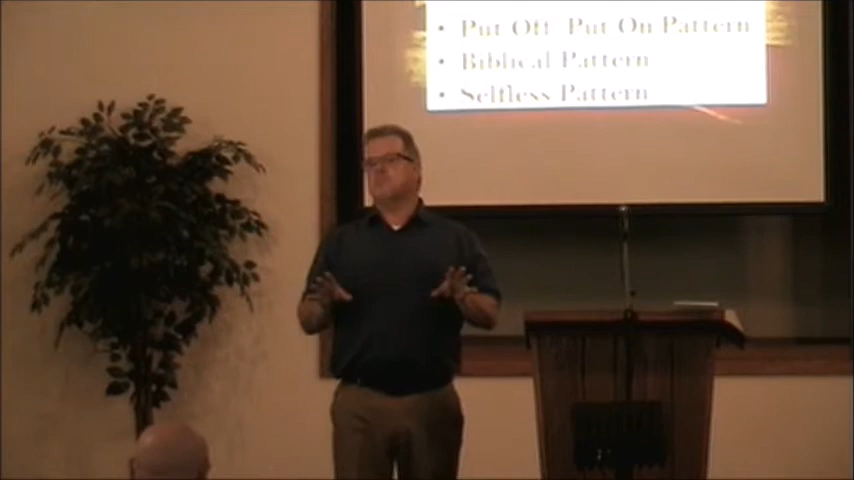 • Put Off Put On Pattern
• Biblical Pattern
• Selfless Pattern